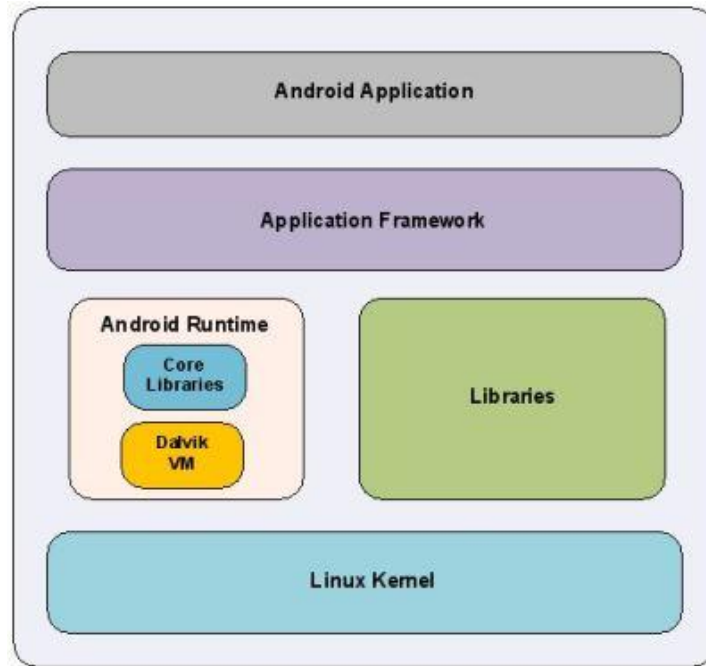 Android Application
Application Framework
Android Runtime
Core
Libraries
Dalvik
VM
Libraries
Linux Kernel